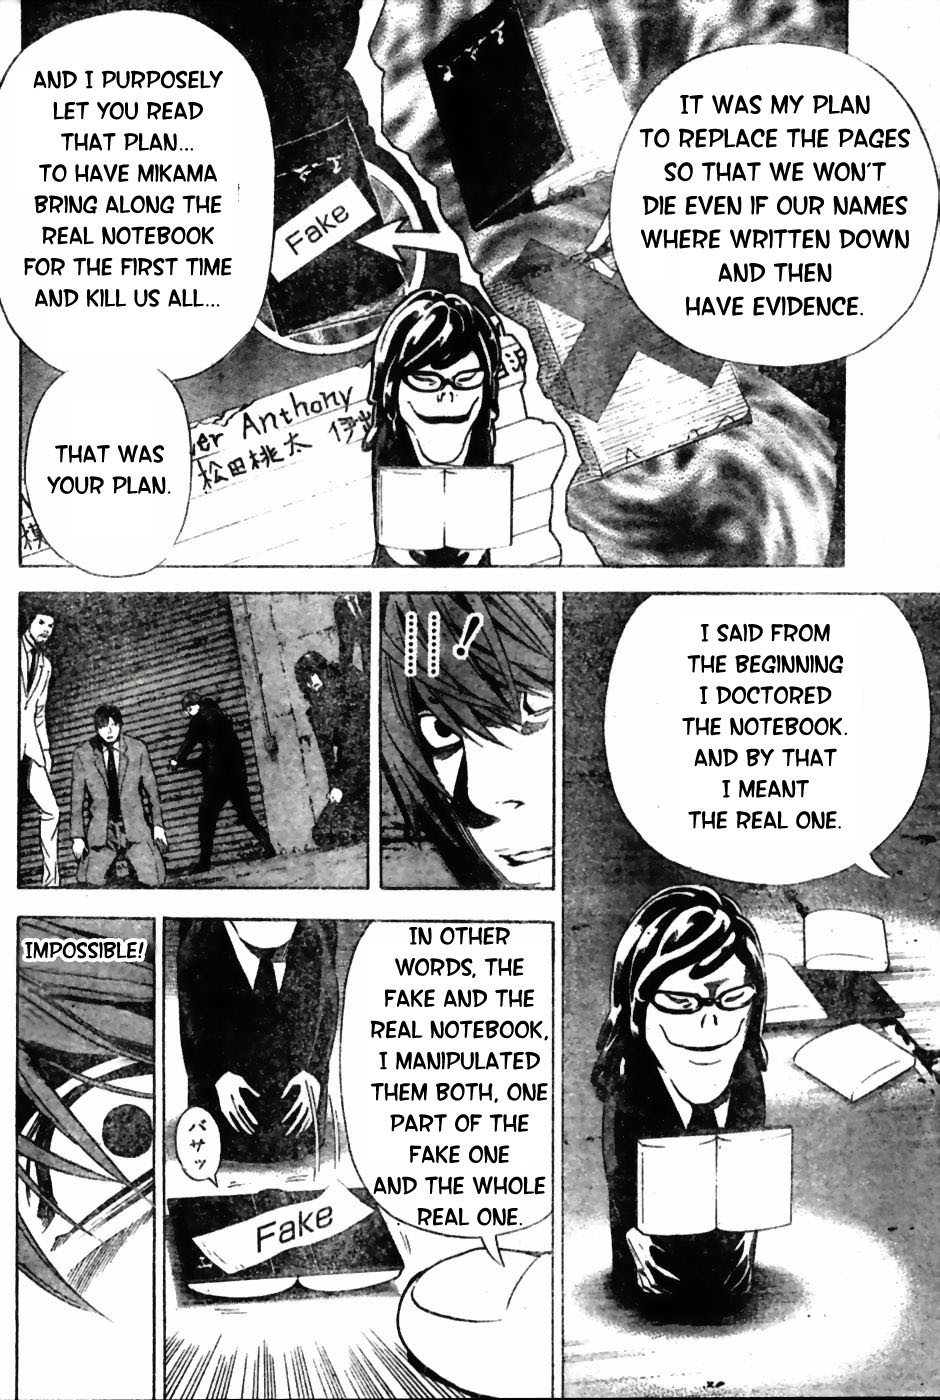 IT WAS MY PLAN
TO REPLACE THE PAGES
SO THAT WE WON'T
DIE EVEN IF OUR NAMES
WHERE WRITTEN DOWN
AND THEN
HAVE EVIDENCE.
AND I PURPOSELY
LET YOU READ
THAT PLAN...
TO HAVE MIKAMA
BRING ALONG THE
REAL NOTEBOOK
FOR THE FIRST TIME
AND KILL US ALL...
Fake
THAT WAS
YOUR PLAN.
er Anthony
松田桃太 伊
模
I SAID FROM
THE BEGINNING
I DOCTORED
THE NOTEBOOK.
AND BY THAT
I MEANT
THE REAL ONE.
!
IN OTHER
WORDS, THE
FAKE AND THE
REAL NOTEBOOK,
I MANIPULATED
THEM BOTH, ONE
PART OF THE
FAKE ONE
AND THE WHOLE
REAL ONE.
バサッ
Fake
IMPOSSIBLE!